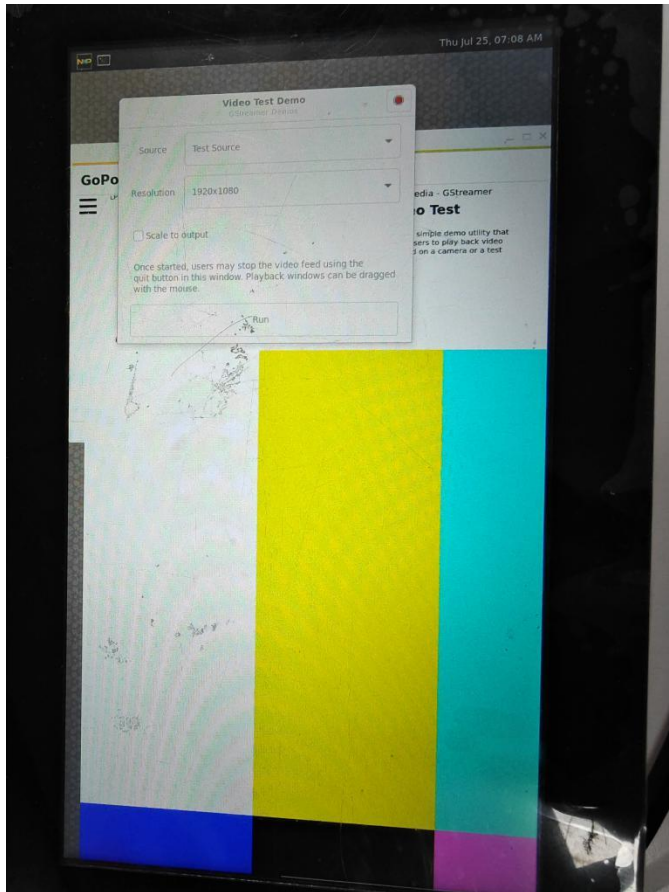 Thu Jul 25, 07:08 AM
NXP
Video Test Demo
GStreamer
Source
Test Source
Resolution
1920x1080
Scale to output
Once started, users may stop the video feed using the
quit button in this window. Playback windows can be dragged
with the mouse.
Run
GoPo
edia - GStreamer
o Test
simple demo utility that
sers to play back video
on a camera or a test